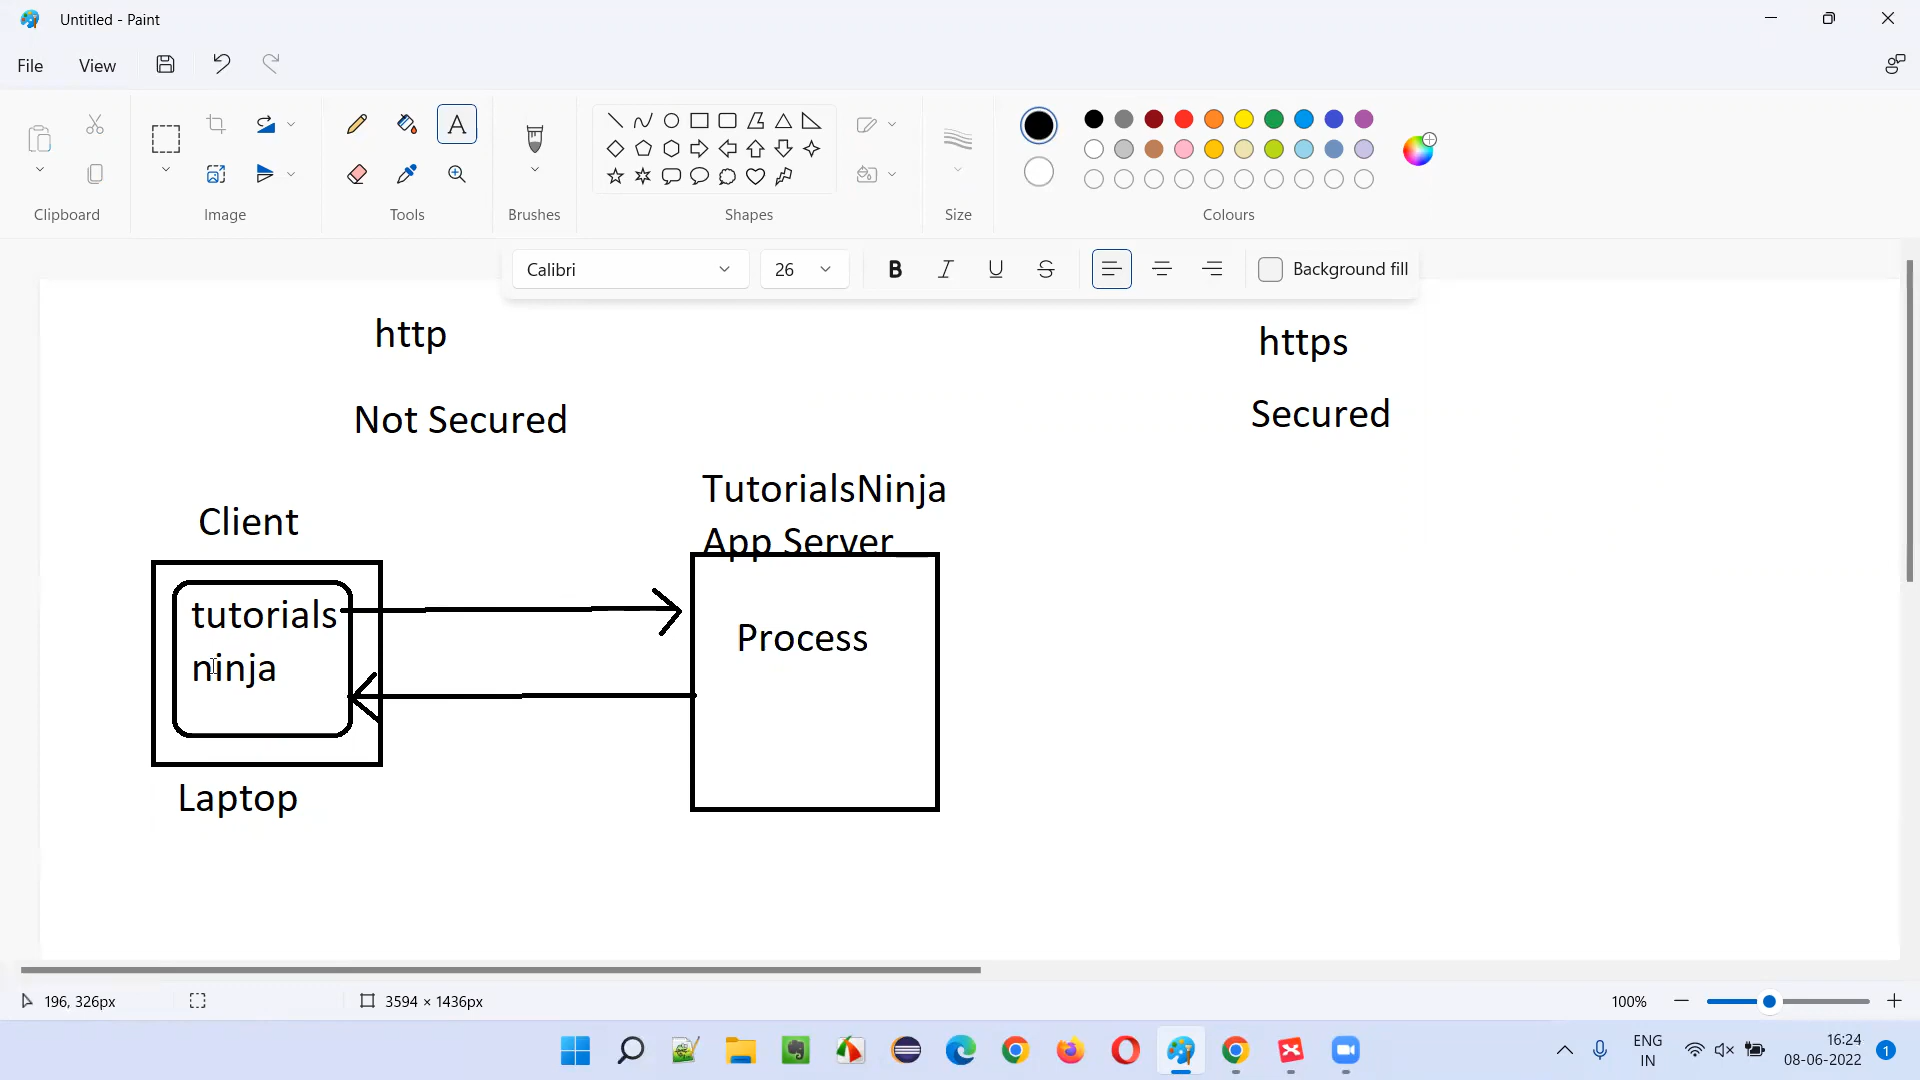 Untitled - Paint
File
View
Clipboard
Image
Tools
Brushes
Shapes
Size
Colours
Calibri
26
B
Background fill
http
https
Not Secured
Secured
TutorialsNinja
App Server
Client
tutorials
ninja
Process
Laptop
196, 326px
3594 × 1436px
100%
ENG
IN
16:24
08-06-2022
1